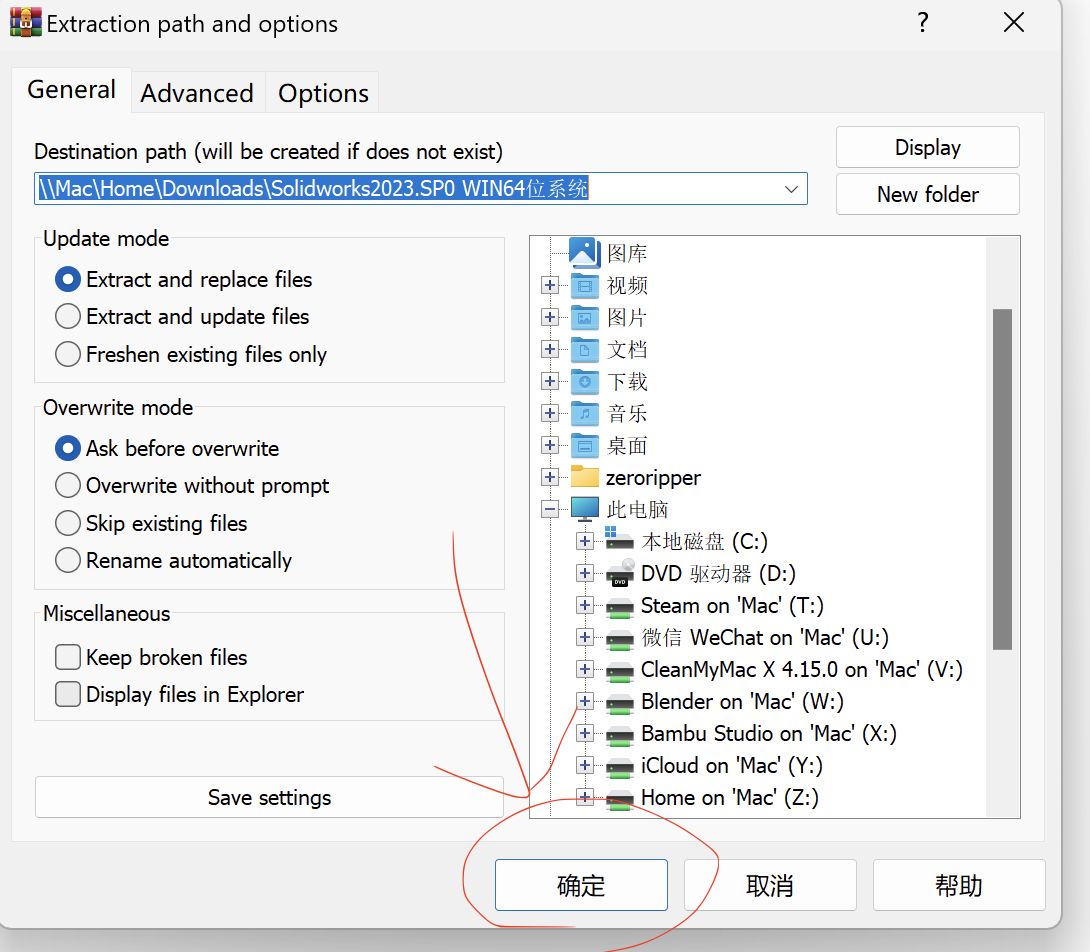 Extraction path and options
?
General
Advanced
Options
Destination path (will be created if does not exist)
\\Mac\Home\Downloads\Solidworks2023.SP0 WIN64位系统
Display
New folder
Update mode
Extract and replace files
Extract and update files
Freshen existing files only
Overwrite mode
Ask before overwrite
Overwrite without prompt
Skip existing files
Rename automatically
Miscellaneous
Keep broken files
Display files in Explorer
Save settings
图库
视频
图片
文档
下载
音乐
桌面
zeroripper
此电脑
本地磁盘 (C:)
DVD 驱动器 (D:)
Steam on 'Mac' (T:)
微信 WeChat on 'Mac' (U:)
CleanMyMac X 4.15.0 on 'Mac' (V:)
Blender on 'Mac' (W:)
Bambu Studio on 'Mac' (X:)
iCloud on 'Mac' (Y:)
Home on 'Mac' (Z:)
确定
取消
帮助